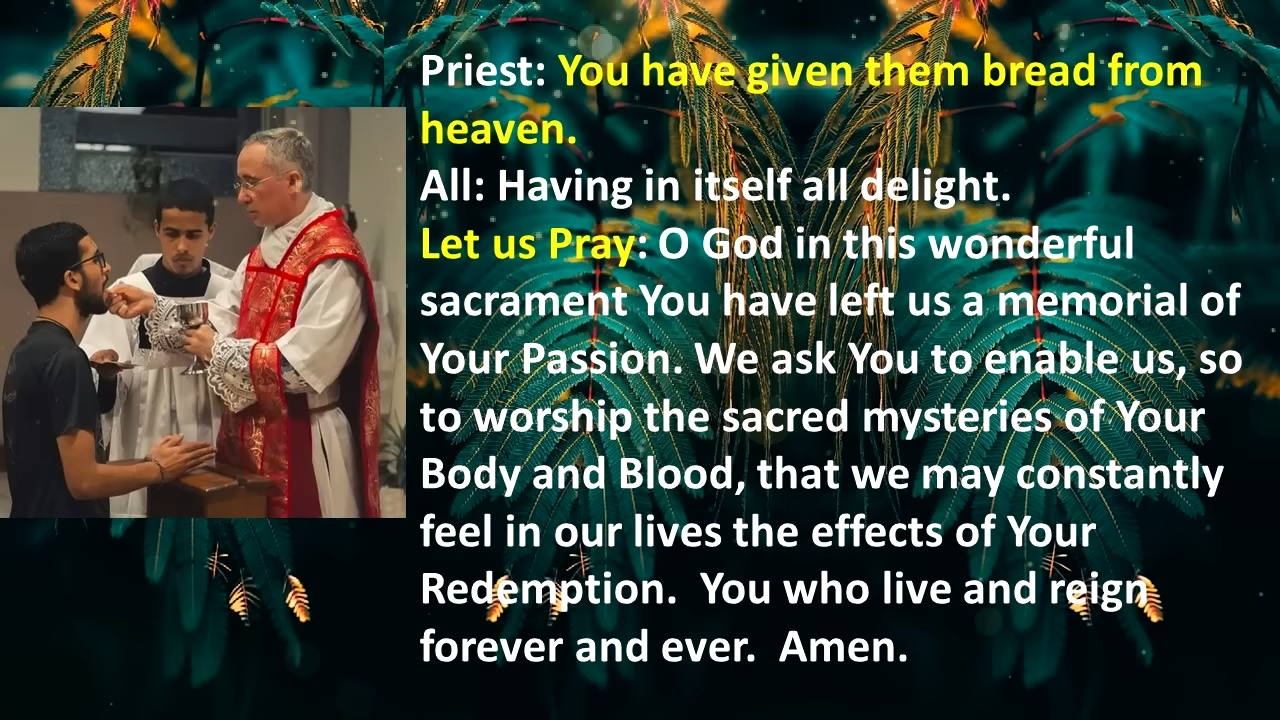 Priest: You have given them bread from
heaven.
All: Having in itself all delight.
Let us Pray: O God in this wonderful
sacrament You have left us a memorial of
Your Passion. We ask You to enable us, so
to worship the sacred mysteries of Your
Body and Blood, that we may constantly
feel in our lives the effects of Your
Redemption.  You who live and reign
forever and ever.  Amen.